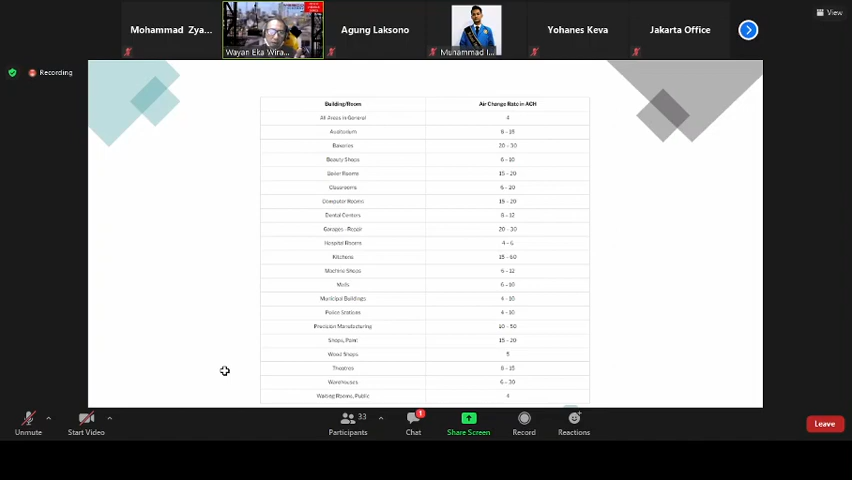 View
Mohammad Zya...
Wayan Eka Wira...
Agung Laksono
Muhammad I...
Yohanes Keva
Jakarta Office
Recording
Building/Room Air Change Rate in ACH
All Areas in General 4
Auditorium 8 - 15
Bakeries 20 - 30
Beauty Shops 6 - 10
Boiler Rooms 15 - 20
Classrooms 6 - 20
Computer Rooms 15 - 20
Dental Centers 8 - 12
Garages - Repair 20 - 30
Hospital Rooms 4 - 6
Kitchens 15 - 60
Machine Shops 6 - 12
Malls 6 - 10
Municipal Buildings 4 - 10
Police Stations 4 - 10
Precision Manufacturing 10 - 50
Shops, Paint 15 - 20
Wood Shops 5
Theatres 8 - 15
Warehouses 6 - 30
Waiting Rooms, Public 4
Unmute
Start Video
33
Participants
1
Chat
Share Screen
Record
Reactions
Leave